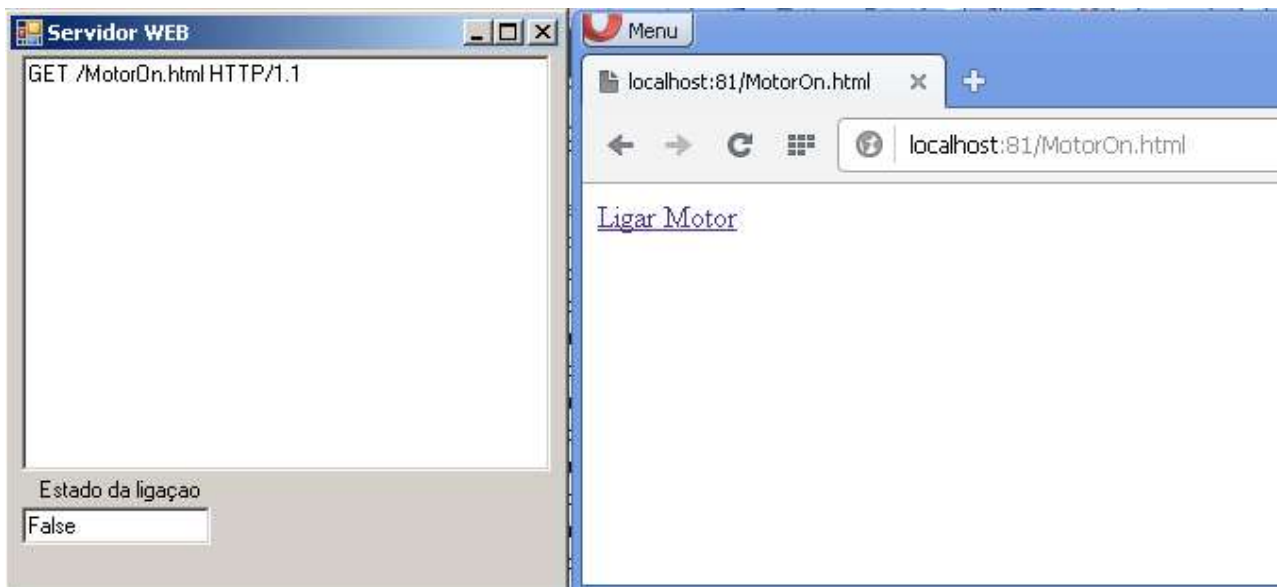 Servidor WEB
GET /MotorOn.html HTTP/1.1
Estado da ligaçao
False
Menu
localhost:81/MotorOn.html
localhost:81/MotorOn.html
Ligar Motor